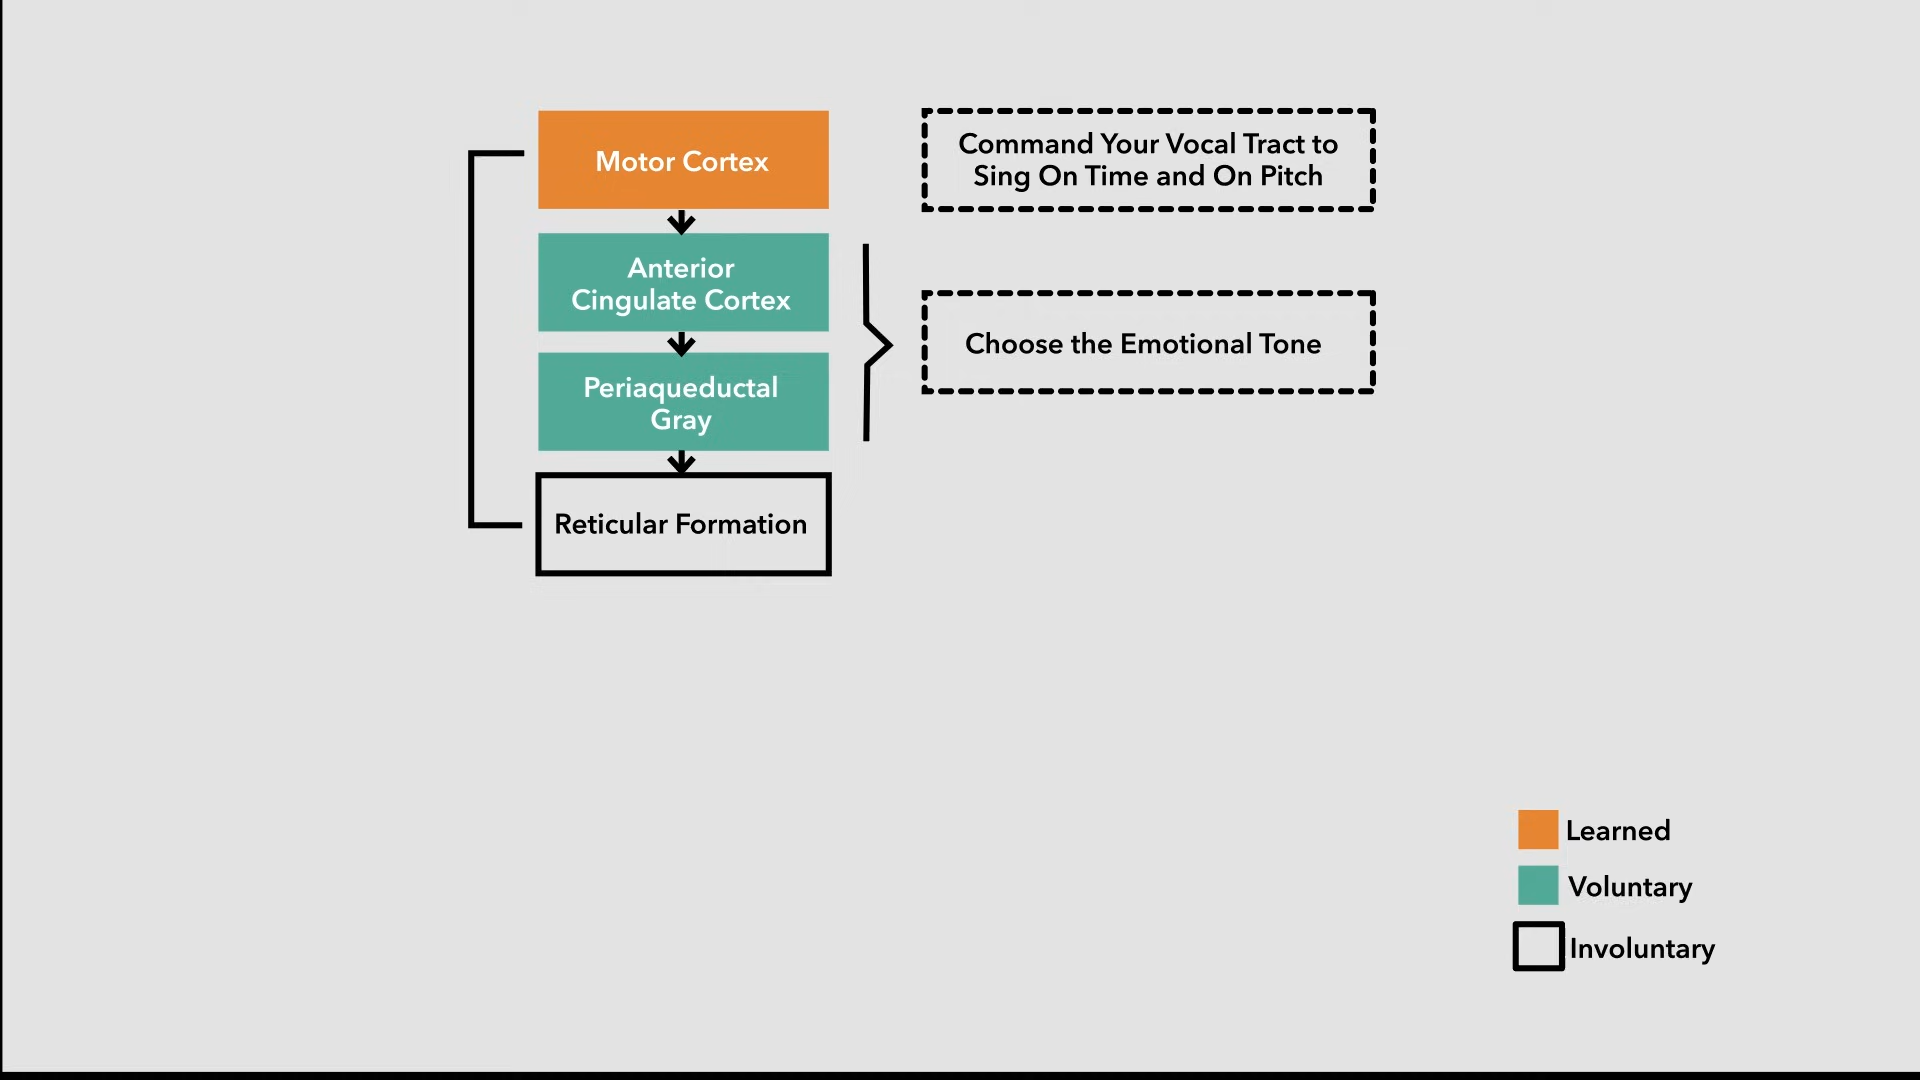 Motor Cortex
Command Your Vocal Tract to
Sing On Time and On Pitch
Anterior
Cingulate Cortex
Choose the Emotional Tone
Periaqueductal
Gray
Reticular Formation
Learned
Voluntary
Involuntary